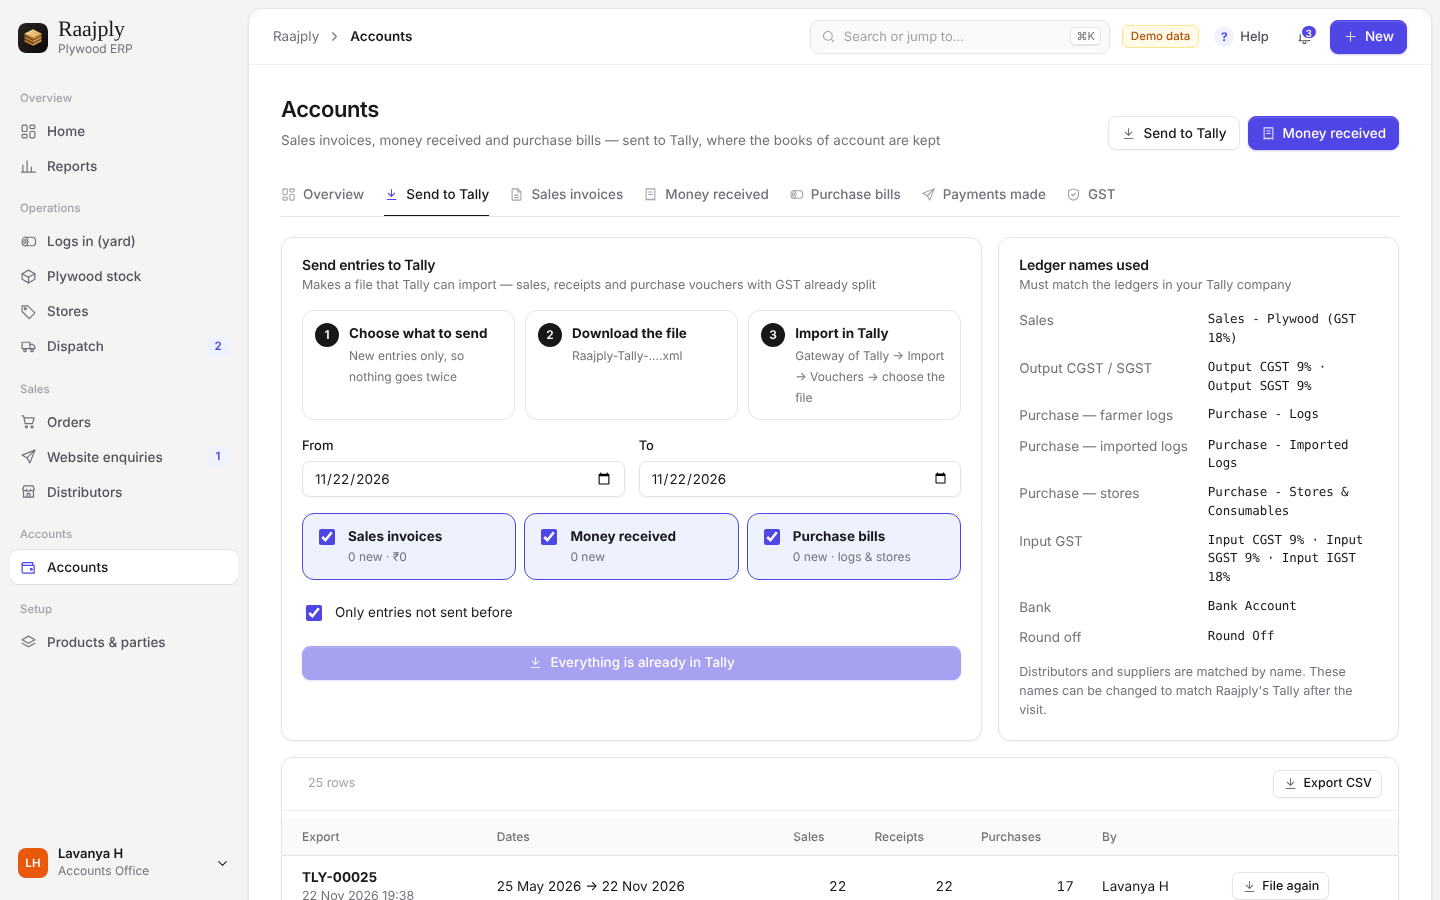 Raajply
Plywood ERP
Overview
Home
Reports
Operations
Logs in (yard)
Plywood stock
Stores
Dispatch 2
Sales
Orders
Website enquiries 1
Distributors
Accounts
Accounts
Setup
Products & parties
LH
Lavanya H
Accounts Office
Raajply > Accounts
Search or jump to... ⌘K
Demo data
? Help
3
+ New
Accounts
Sales invoices, money received and purchase bills — sent to Tally, where the books of account are kept
Send to Tally
Money received
Overview
Send to Tally
Sales invoices
Money received
Purchase bills
Payments made
GST
Send entries to Tally
Makes a file that Tally can import — sales, receipts and purchase vouchers with GST already split
1 Choose what to send
New entries only, so
nothing goes twice
2 Download the file
Raajply-Tally-....xml
3 Import in Tally
Gateway of Tally → Import
→ Vouchers → choose the
file
From
11/22/2026
To
11/22/2026
Sales invoices
0 new · ₹0
Money received
0 new
Purchase bills
0 new · logs & stores
Only entries not sent before
Everything is already in Tally
Ledger names used
Must match the ledgers in your Tally company
Sales Sales - Plywood (GST
18%)
Output CGST / SGST Output CGST 9% ·
Output SGST 9%
Purchase — farmer logs Purchase - Logs
Purchase — imported logs Purchase - Imported
Logs
Purchase — stores Purchase - Stores &
Consumables
Input GST Input CGST 9% · Input
SGST 9% · Input IGST
18%
Bank Bank Account
Round off Round Off
Distributors and suppliers are matched by name. These
names can be changed to match Raajply's Tally after the
visit.
25 rows
Export CSV
Export Dates Sales Receipts Purchases By
TLY-00025
22 Nov 2026 19:38
25 May 2026 → 22 Nov 2026 22 22 17 Lavanya H File again